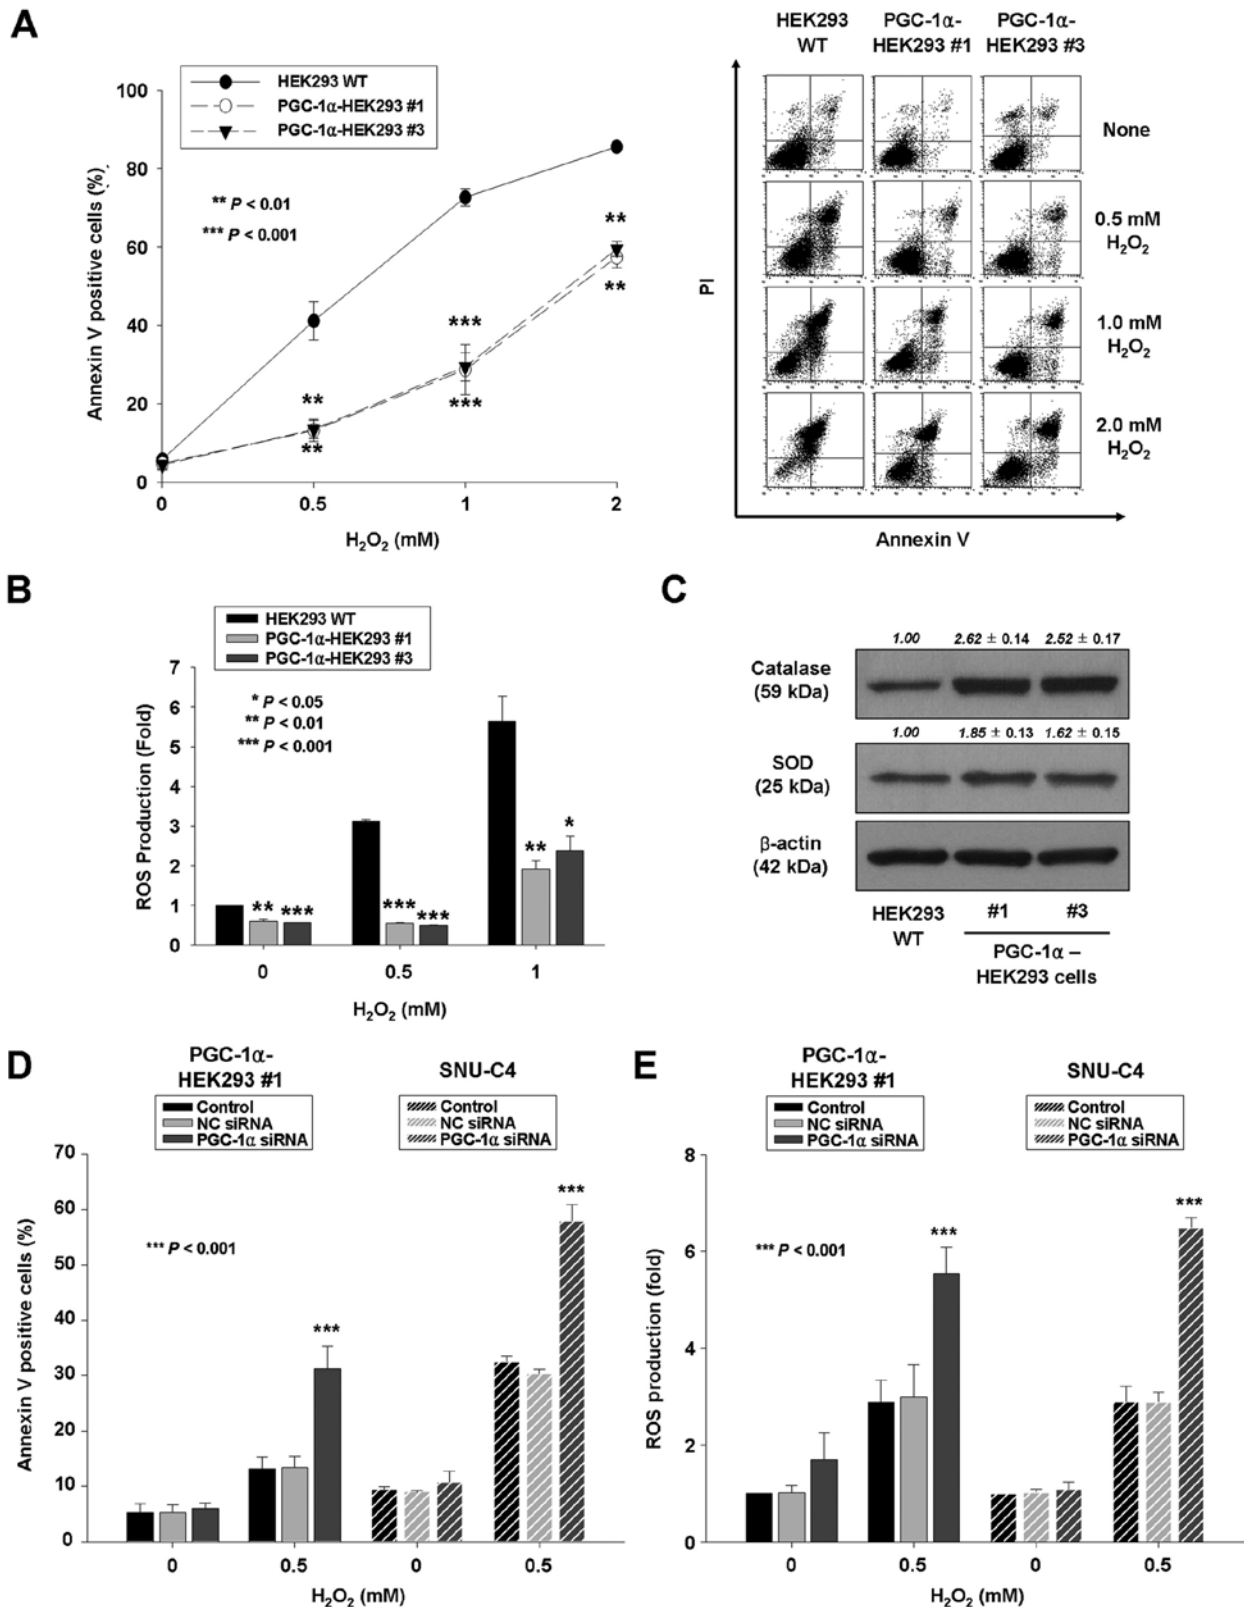 A
HEK293 WT
PGC-1α-HEK293 #1
PGC-1α-HEK293 #3
** P < 0.01
*** P < 0.001
Annexin V positive cells (%)
100
80
60
40
20
0
**
**
***
***
**
**
0 0.5 1 2
H₂O₂ (mM)
HEK293 WT
PGC-1α-HEK293 #1
PGC-1α-HEK293 #3
None
0.5 mM H₂O₂
1.0 mM H₂O₂
2.0 mM H₂O₂
PI
Annexin V
B
HEK293 WT
PGC-1α-HEK293 #1
PGC-1α-HEK293 #3
* P < 0.05
** P < 0.01
*** P < 0.001
ROS Production (Fold)
7
6
5
4
3
2
1
0
** *** *** *** ** *
0 0.5 1
H₂O₂ (mM)
C
1.00 2.62 ± 0.14 2.52 ± 0.17
Catalase
(59 kDa)
1.00 1.85 ± 0.13 1.62 ± 0.15
SOD
(25 kDa)
β-actin
(42 kDa)
HEK293 WT
#1 #3
PGC-1α –
HEK293 cells
D
PGC-1α-
HEK293 #1
Control
NC siRNA
PGC-1α siRNA
SNU-C4
Control
NC siRNA
PGC-1α siRNA
*** P < 0.001
Annexin V positive cells (%)
70
60
50
40
30
20
10
0
***
***
0 0.5 0 0.5
H₂O₂ (mM)
E
PGC-1α-
HEK293 #1
Control
NC siRNA
PGC-1α siRNA
SNU-C4
Control
NC siRNA
PGC-1α siRNA
*** P < 0.001
ROS production (fold)
8
6
4
2
0
***
***
0 0.5 0 0.5
H₂O₂ (mM)